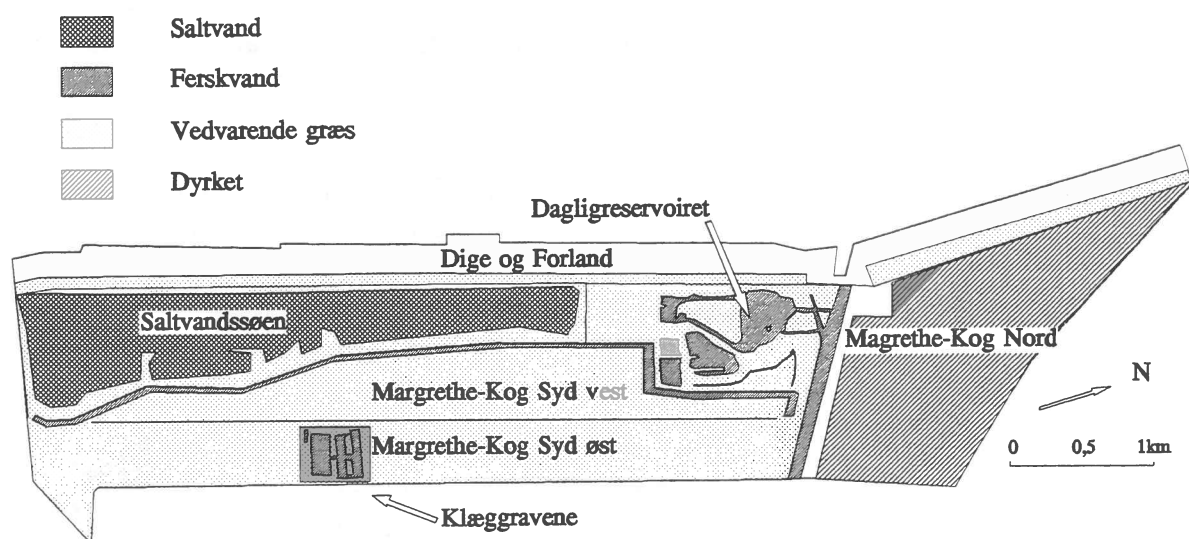 Saltvand
Ferskvand
Vedvarende græs
Dyrket
Dagligreservoiret
Dige og Forland
Saltvandssøen
Magrethe-Kog Nord
Margrethe-Kog Syd vest
N
Margrethe-Kog Syd øst
0 0,5 1km
Klæggravene